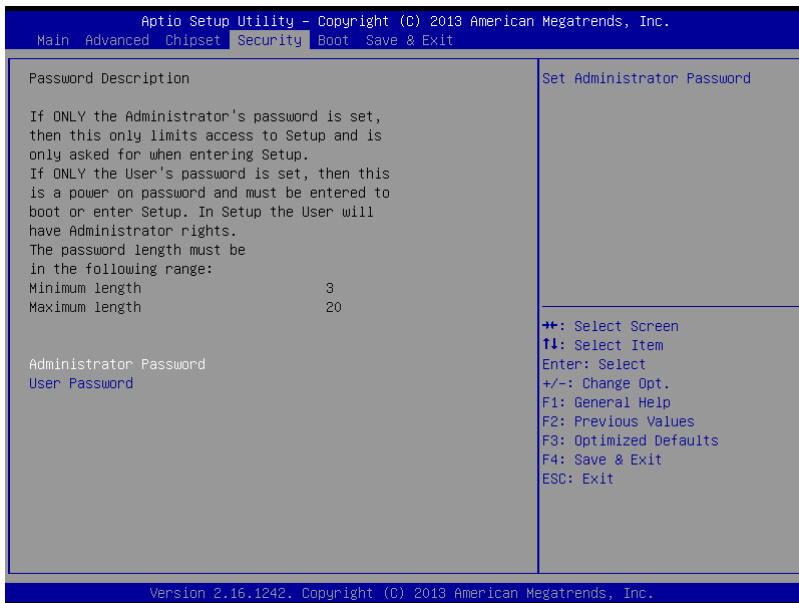 Aptio Setup Utility – Copyright (C) 2013 American Megatrends, Inc.
Main Advanced Chipset Security Boot Save & Exit
Password Description
If ONLY the Administrator's password is set,
then this only limits access to Setup and is
only asked for when entering Setup.
If ONLY the User's password is set, then this
is a power on password and must be entered to
boot or enter Setup. In Setup the User will
have Administrator rights.
The password length must be
in the following range:
Minimum length 3
Maximum length 20
Administrator Password
User Password
Set Administrator Password
→←: Select Screen
↑↓: Select Item
Enter: Select
+/-: Change Opt.
F1: General Help
F2: Previous Values
F3: Optimized Defaults
F4: Save & Exit
ESC: Exit
Version 2.16.1242. Copyright (C) 2013 American Megatrends, Inc.